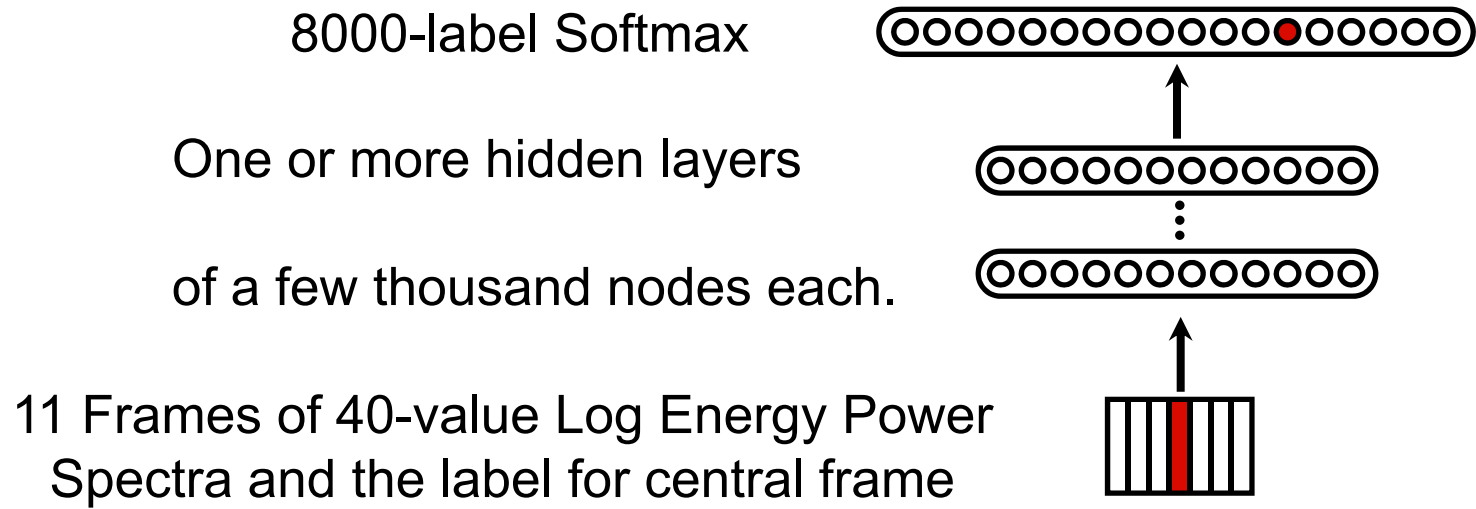 8000-label Softmax
One or more hidden layers
of a few thousand nodes each.
11 Frames of 40-value Log Energy Power
Spectra and the label for central frame